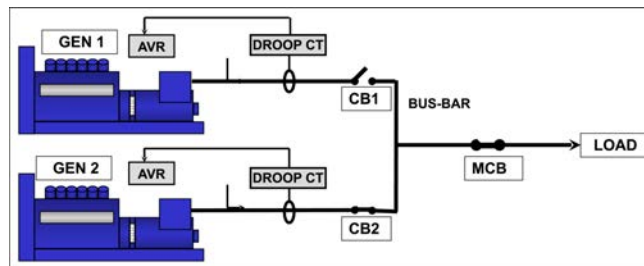 GEN 1
AVR
DROOP CT
CB1
BUS-BAR
MCB
LOAD
GEN 2
AVR
DROOP CT
CB2